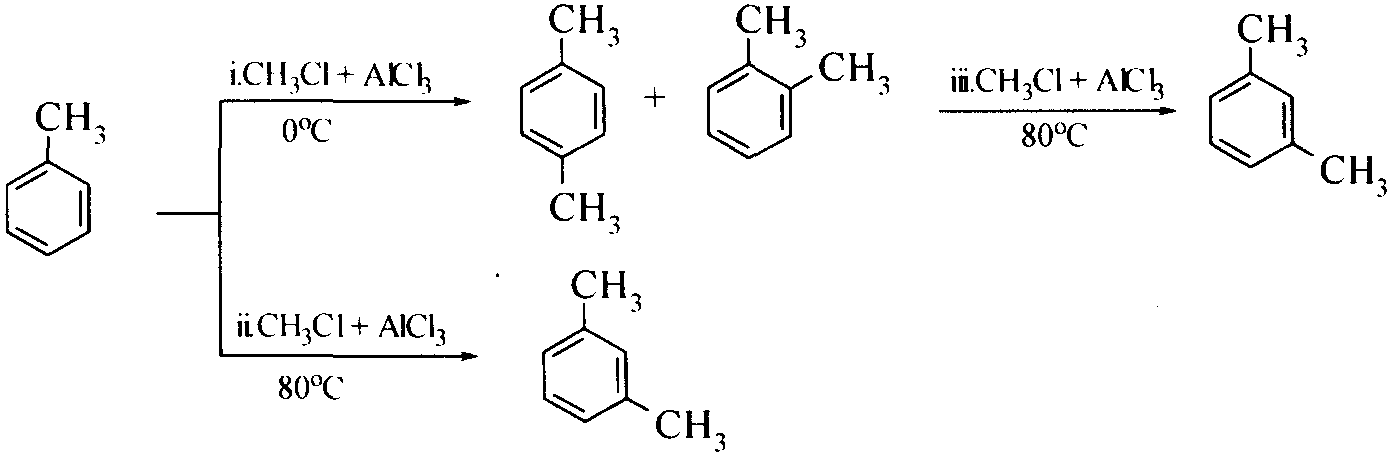 CH₃
i.CH₃Cl + AlCl₃
0°C
CH₃
CH₃
+
CH₃
CH₃
iii.CH₃Cl + AlCl₃
80°C
CH₃
CH₃
ii.CH₃Cl + AlCl₃
80°C
CH₃
CH₃